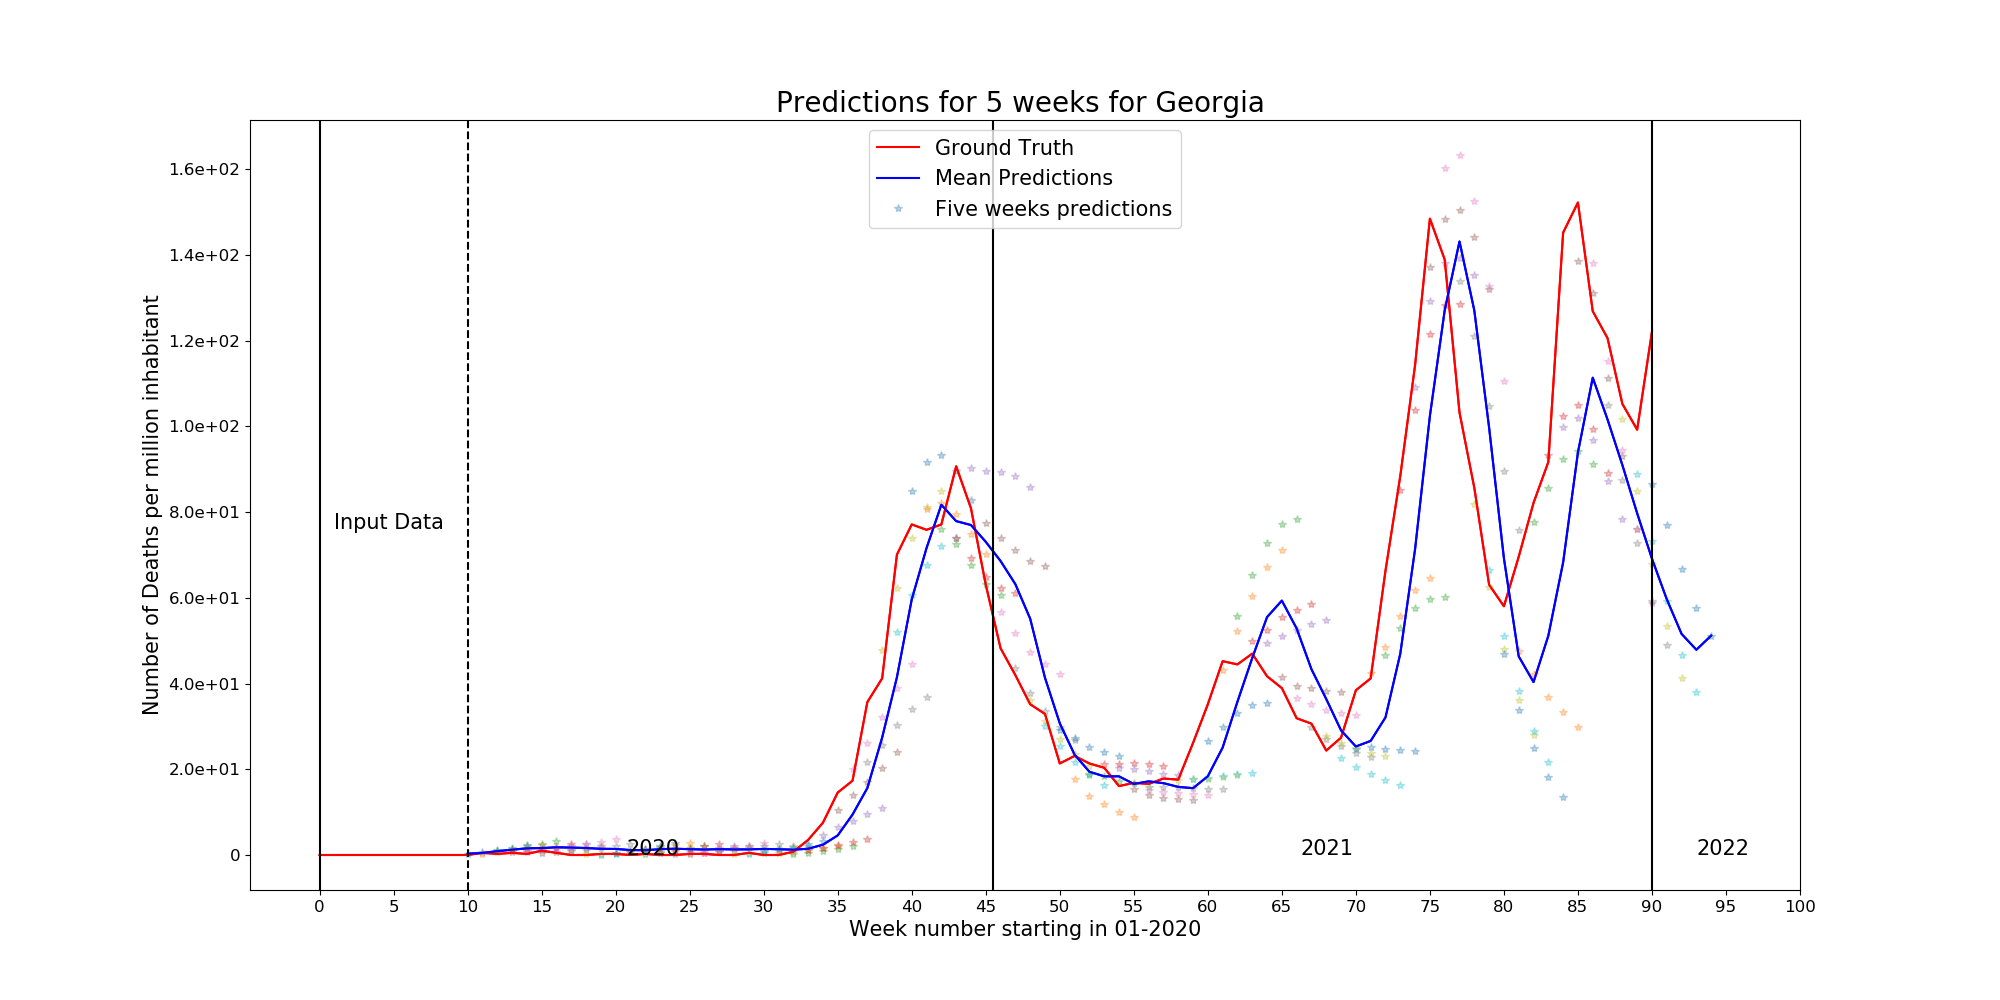 Predictions for 5 weeks for Georgia
Ground Truth
Mean Predictions
Five weeks predictions
1.6e+02
1.4e+02
1.2e+02
1.0e+02
8.0e+01
6.0e+01
4.0e+01
2.0e+01
0
Number of Deaths per million inhabitant
Input Data
2020
2021
2022
0 5 10 15 20 25 30 35 40 45 50 55 60 65 70 75 80 85 90 95 100
Week number starting in 01-2020